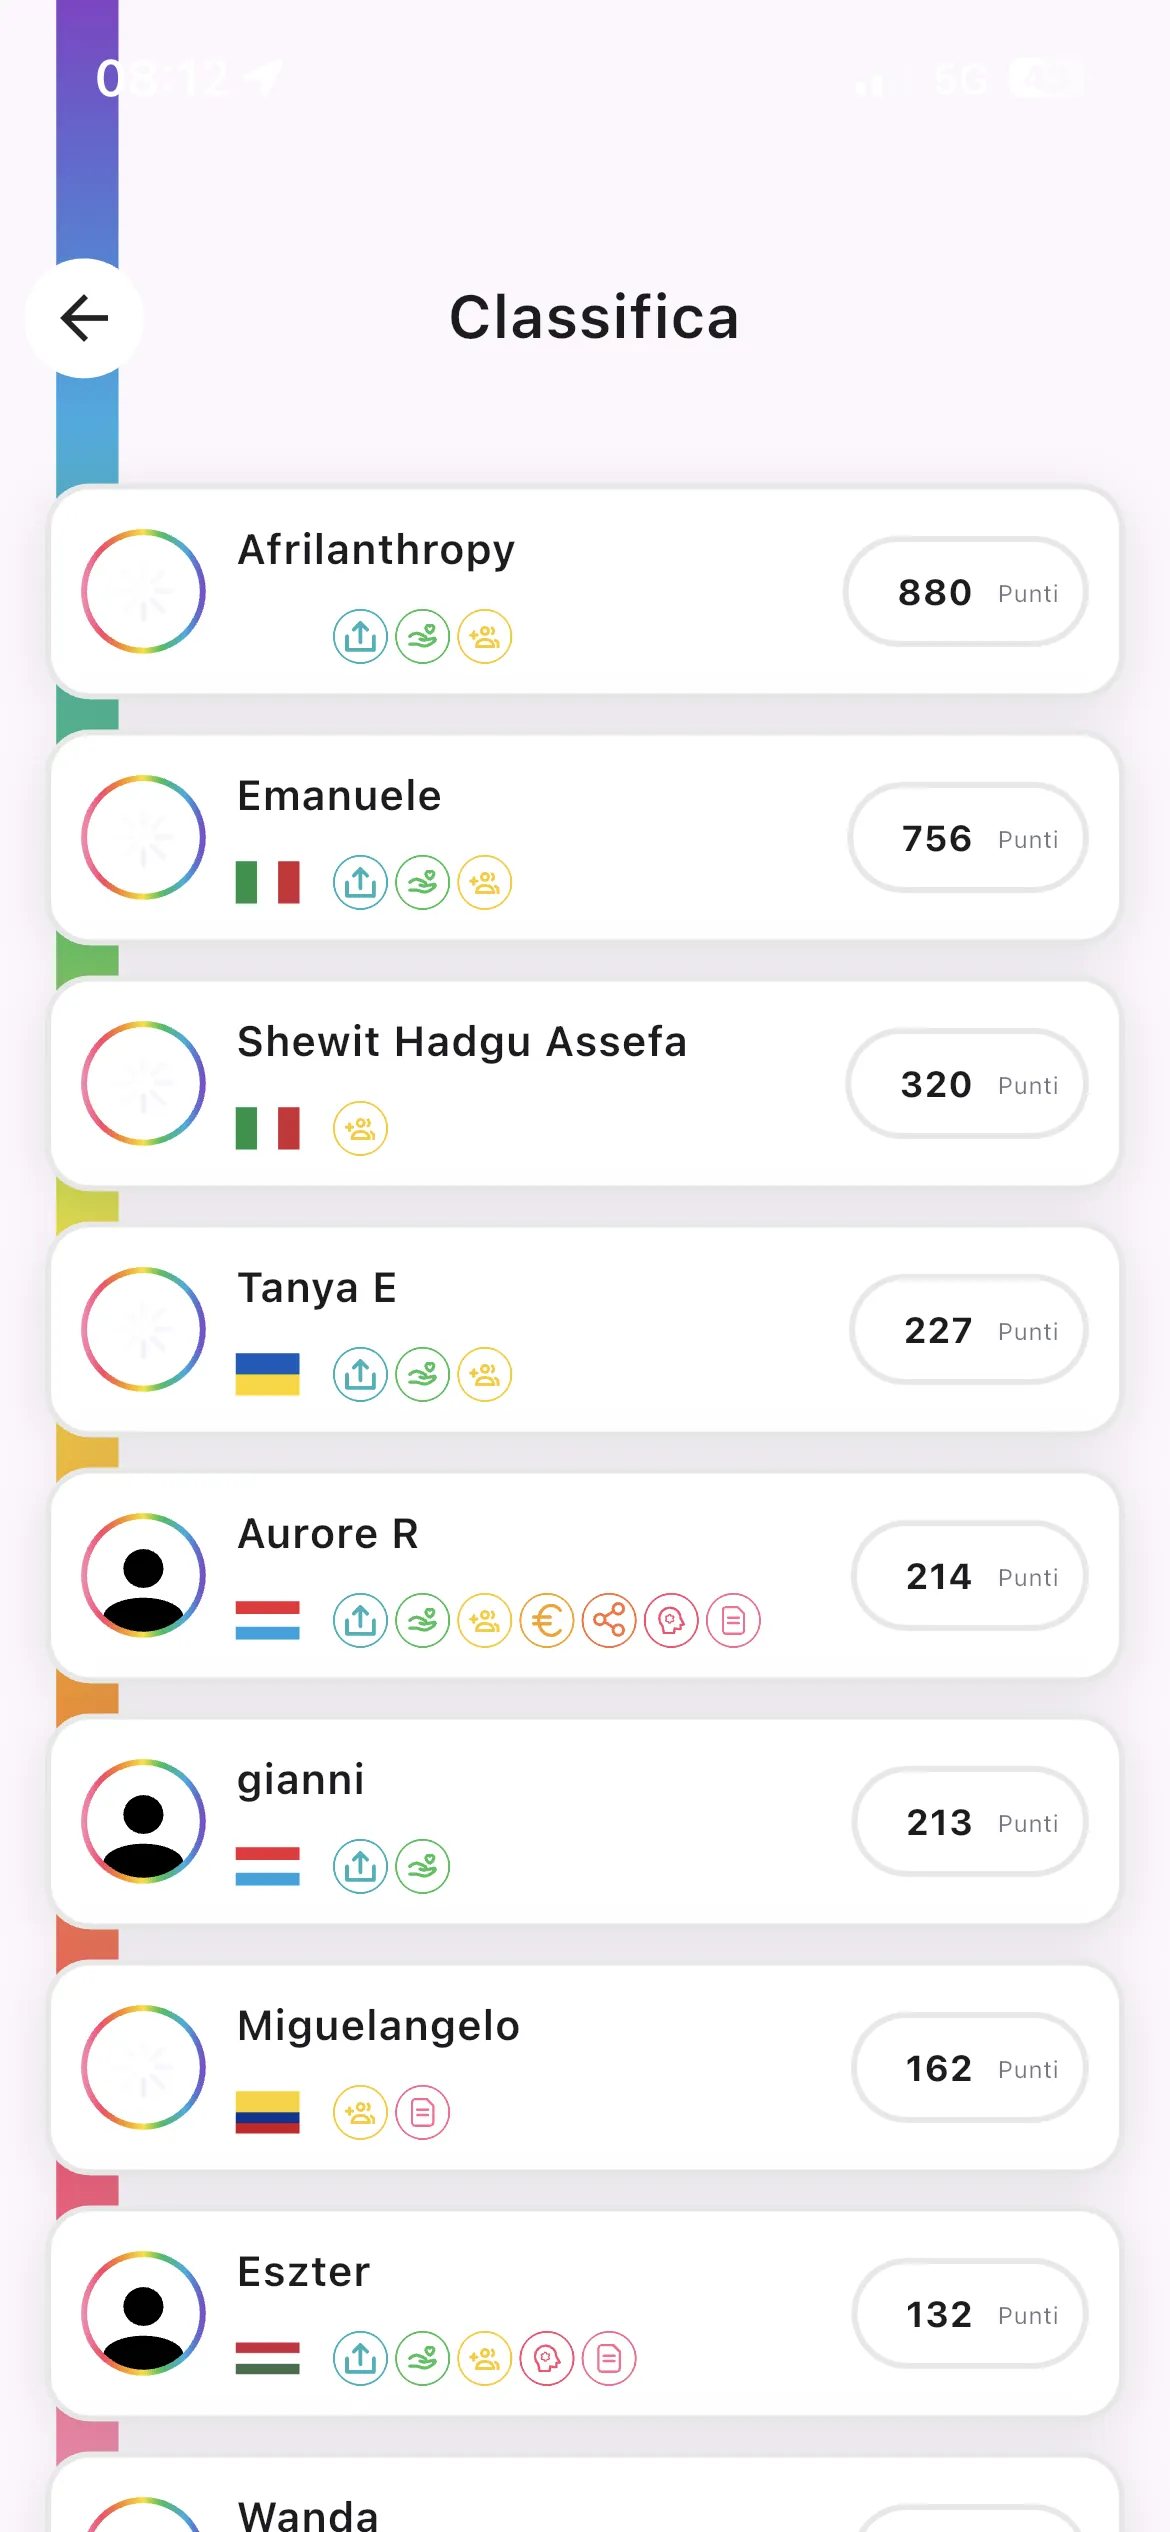 08:12
5G
Classifica
Afrilanthropy
880 Punti
Emanuele
756 Punti
Shewit Hadgu Assefa
320 Punti
Tanya E
227 Punti
Aurore R
214 Punti
gianni
213 Punti
Miguelangelo
162 Punti
Eszter
132 Punti
Wanda